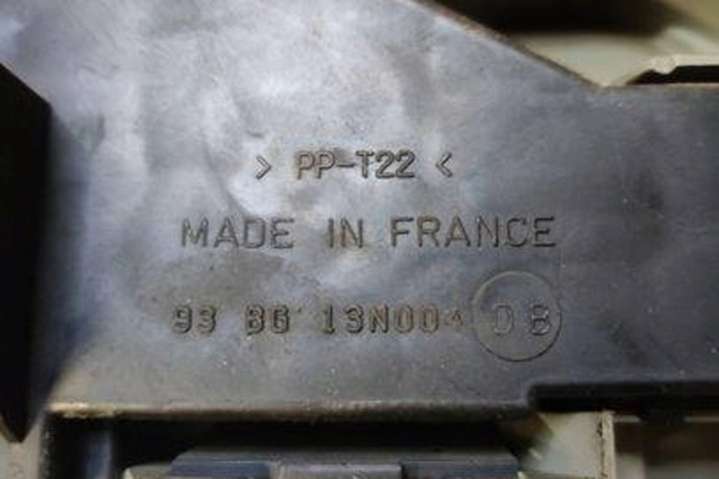 > PP-T22 <
MADE IN FRANCE
93 BG 13N004 DB